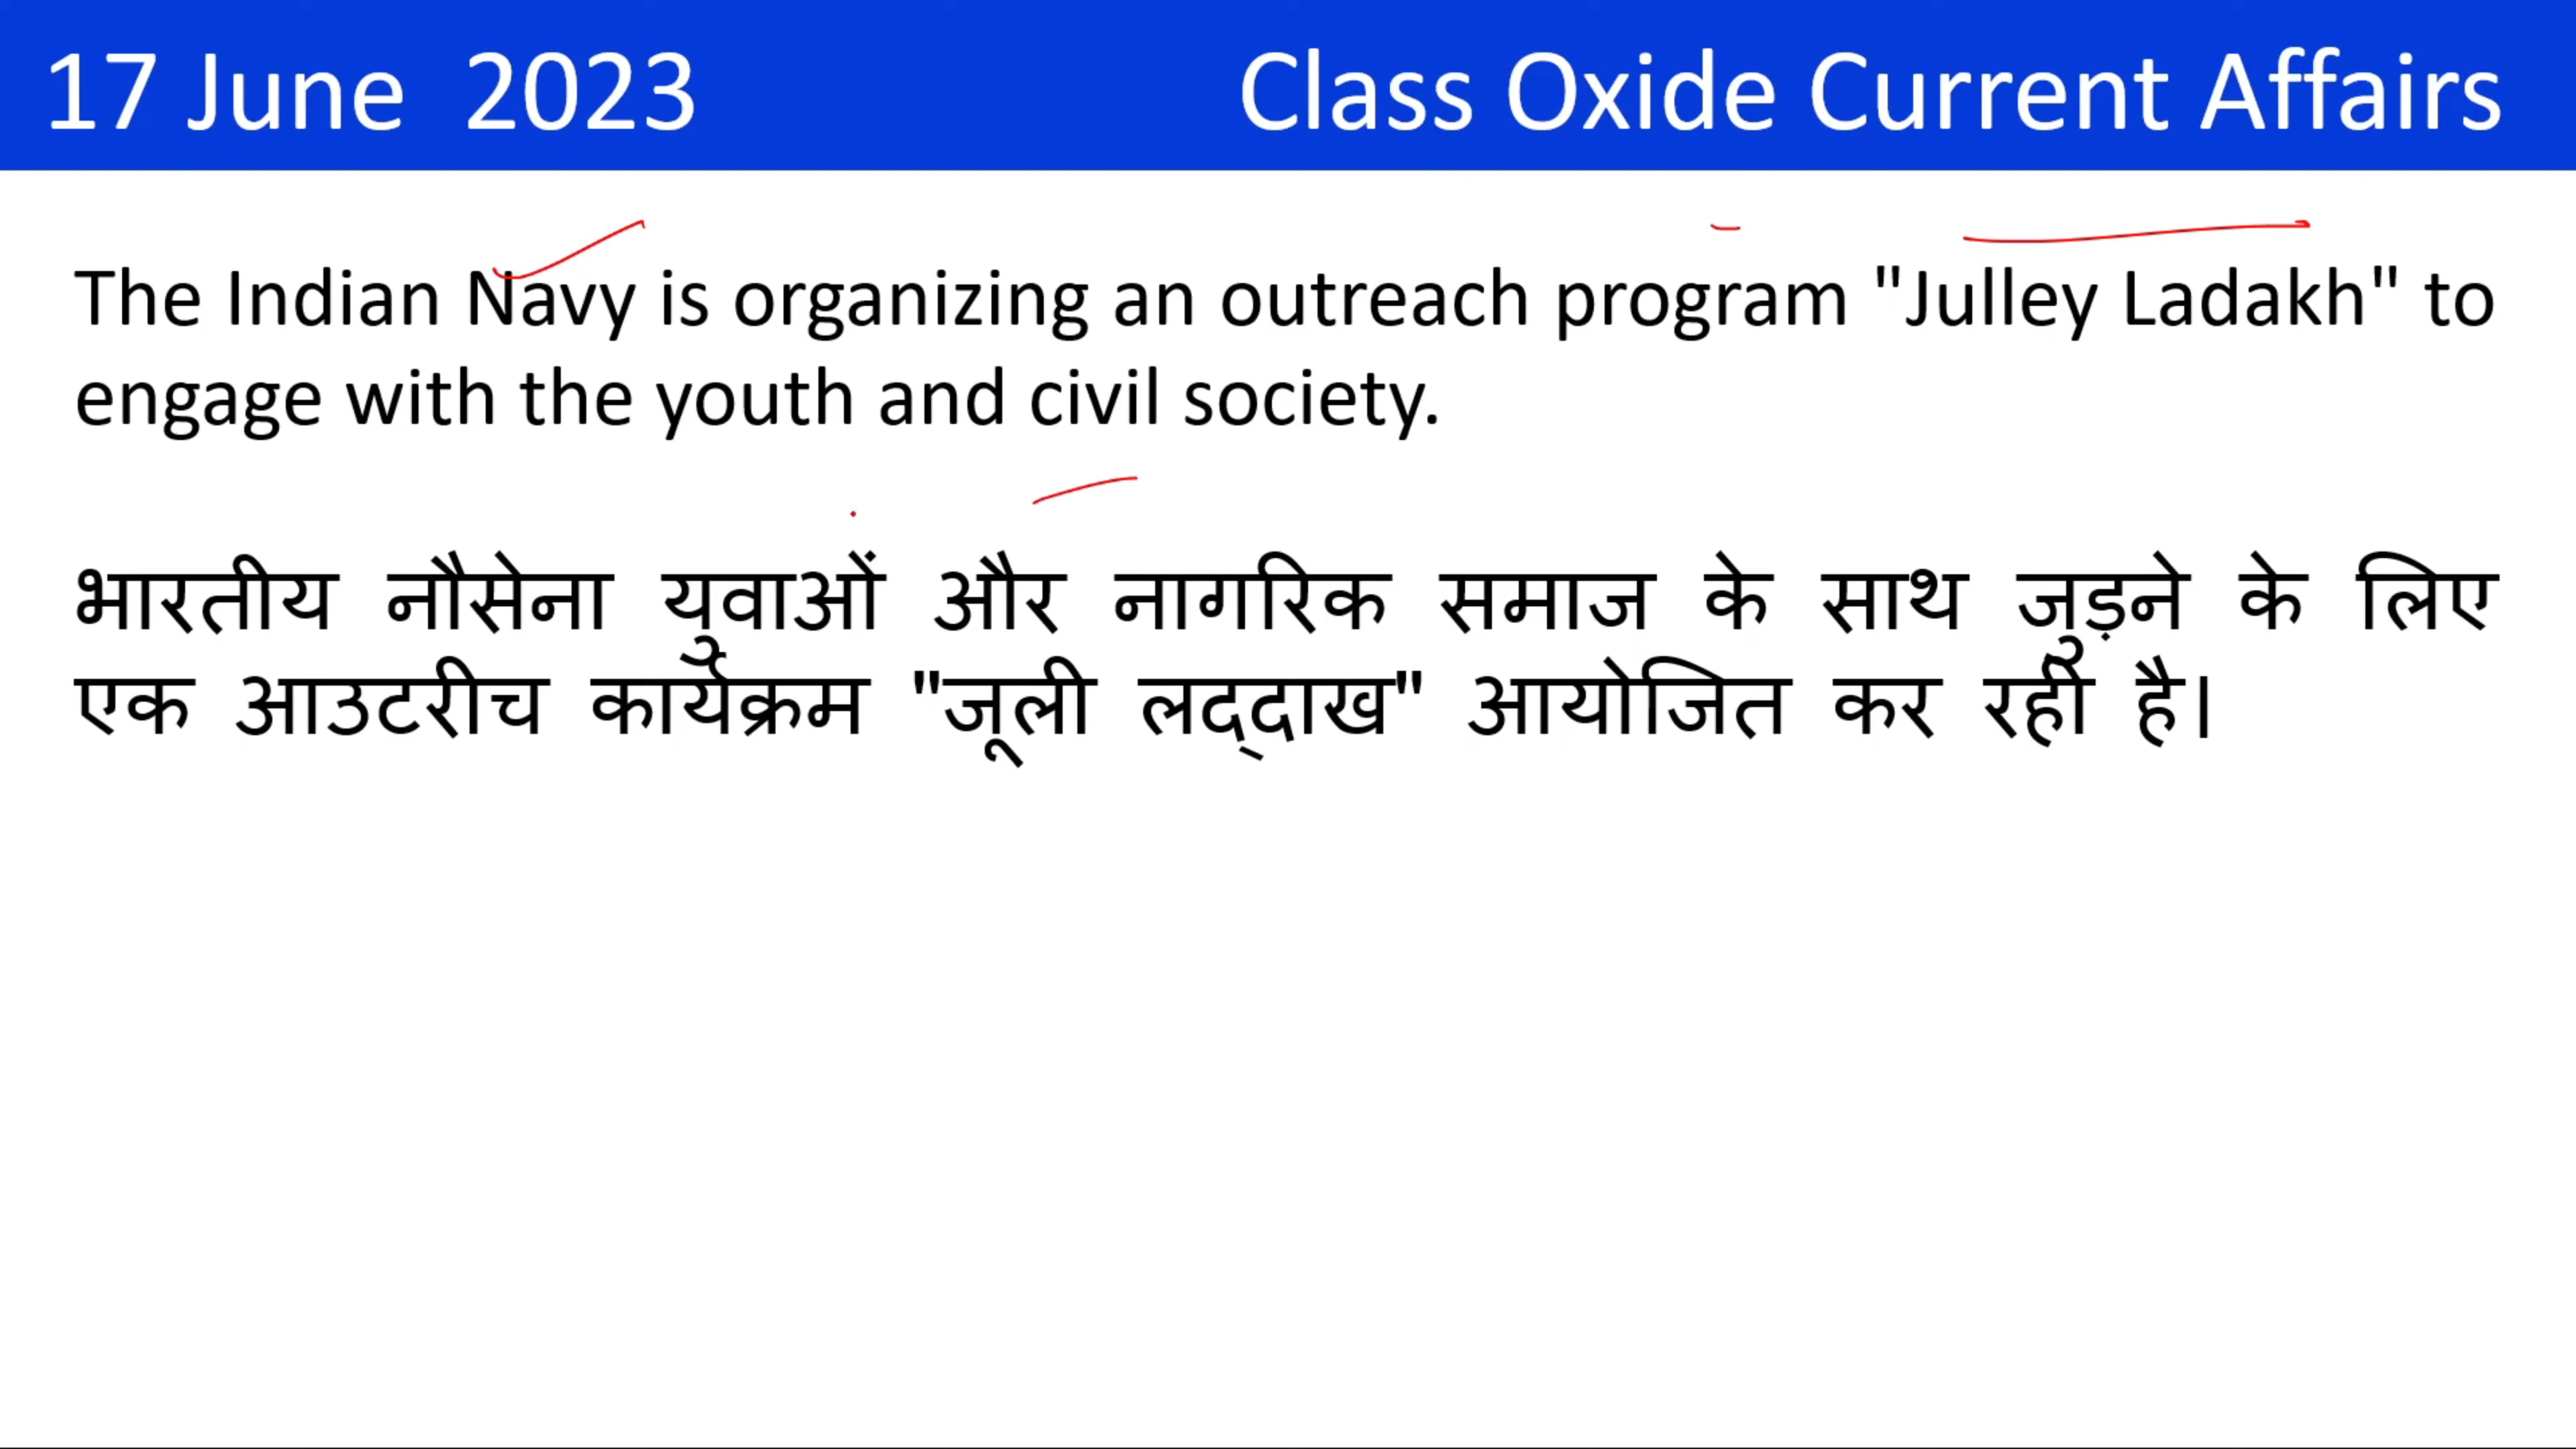 17 June 2023 Class Oxide Current Affairs
The Indian Navy is organizing an outreach program "Julley Ladakh" to
engage with the youth and civil society.
भारतीय नौसेना युवाओं और नागरिक समाज के साथ जुड़ने के लिए
एक आउटरीच कार्यक्रम "जूली लद्दाख" आयोजित कर रही है।